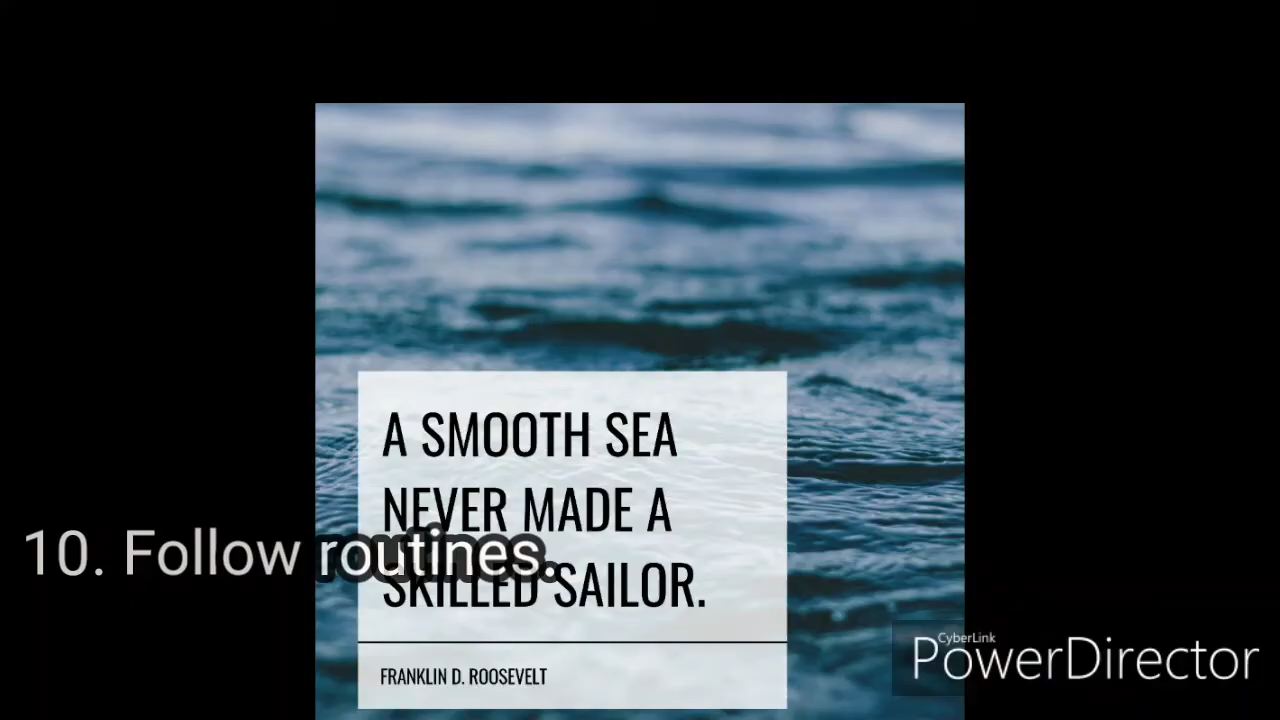 A SMOOTH SEA
NEVER MADE A
SKILLED SAILOR.
10. Follow routines.
FRANKLIN D. ROOSEVELT
CyberLink
PowerDirector